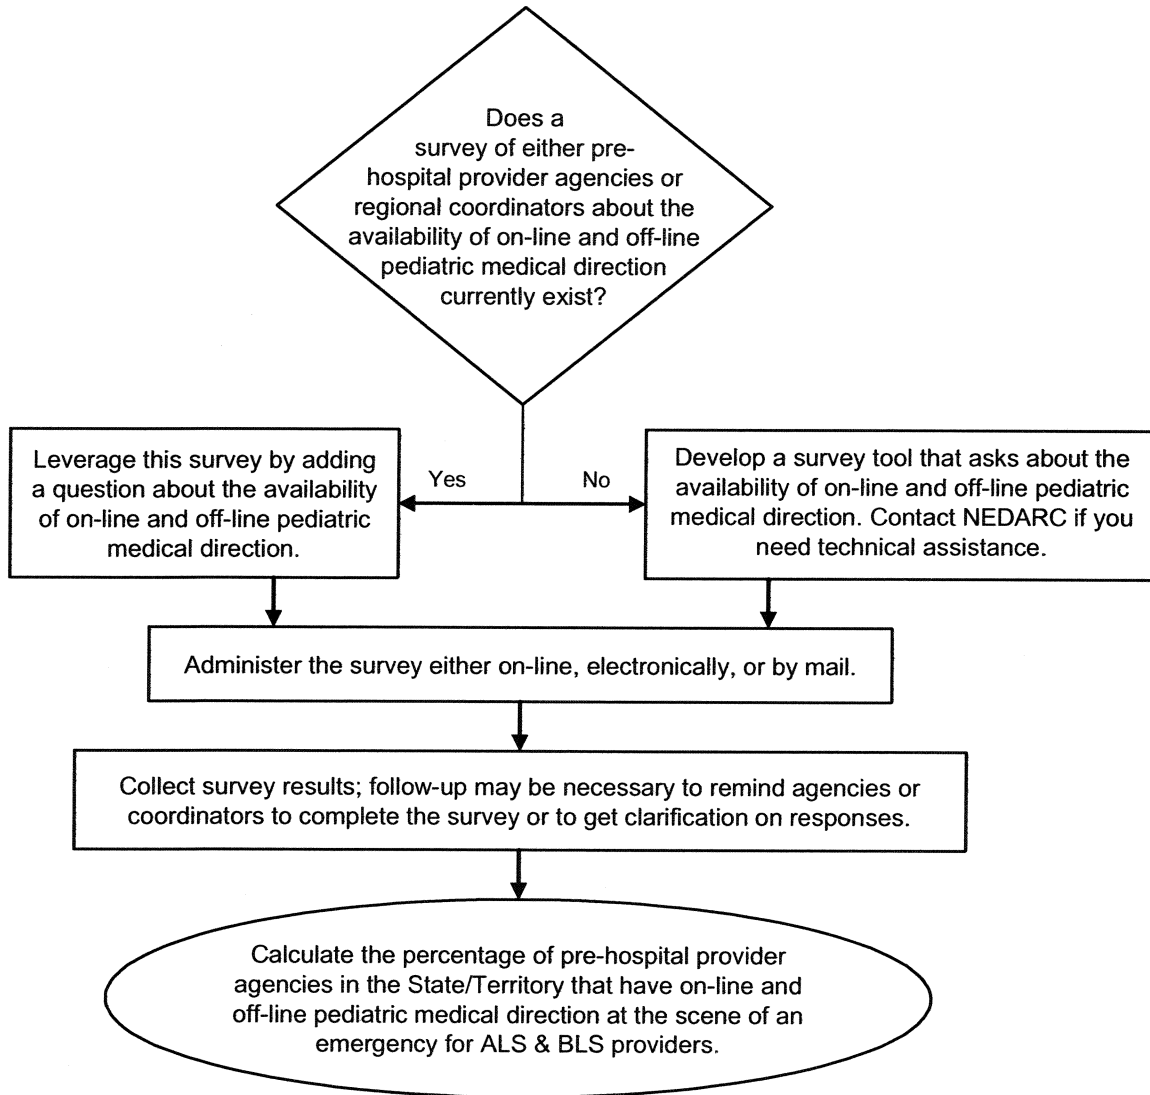 Does a
survey of either pre-
hospital provider agencies or
regional coordinators about the
availability of on-line and off-line
pediatric medical direction
currently exist?
Leverage this survey by adding
a question about the availability
of on-line and off-line pediatric
medical direction.
Yes
No
Develop a survey tool that asks about the
availability of on-line and off-line pediatric
medical direction. Contact NEDARC if you
need technical assistance.
Administer the survey either on-line, electronically, or by mail.
Collect survey results; follow-up may be necessary to remind agencies or
coordinators to complete the survey or to get clarification on responses.
Calculate the percentage of pre-hospital provider
agencies in the State/Territory that have on-line and
off-line pediatric medical direction at the scene of an
emergency for ALS & BLS providers.